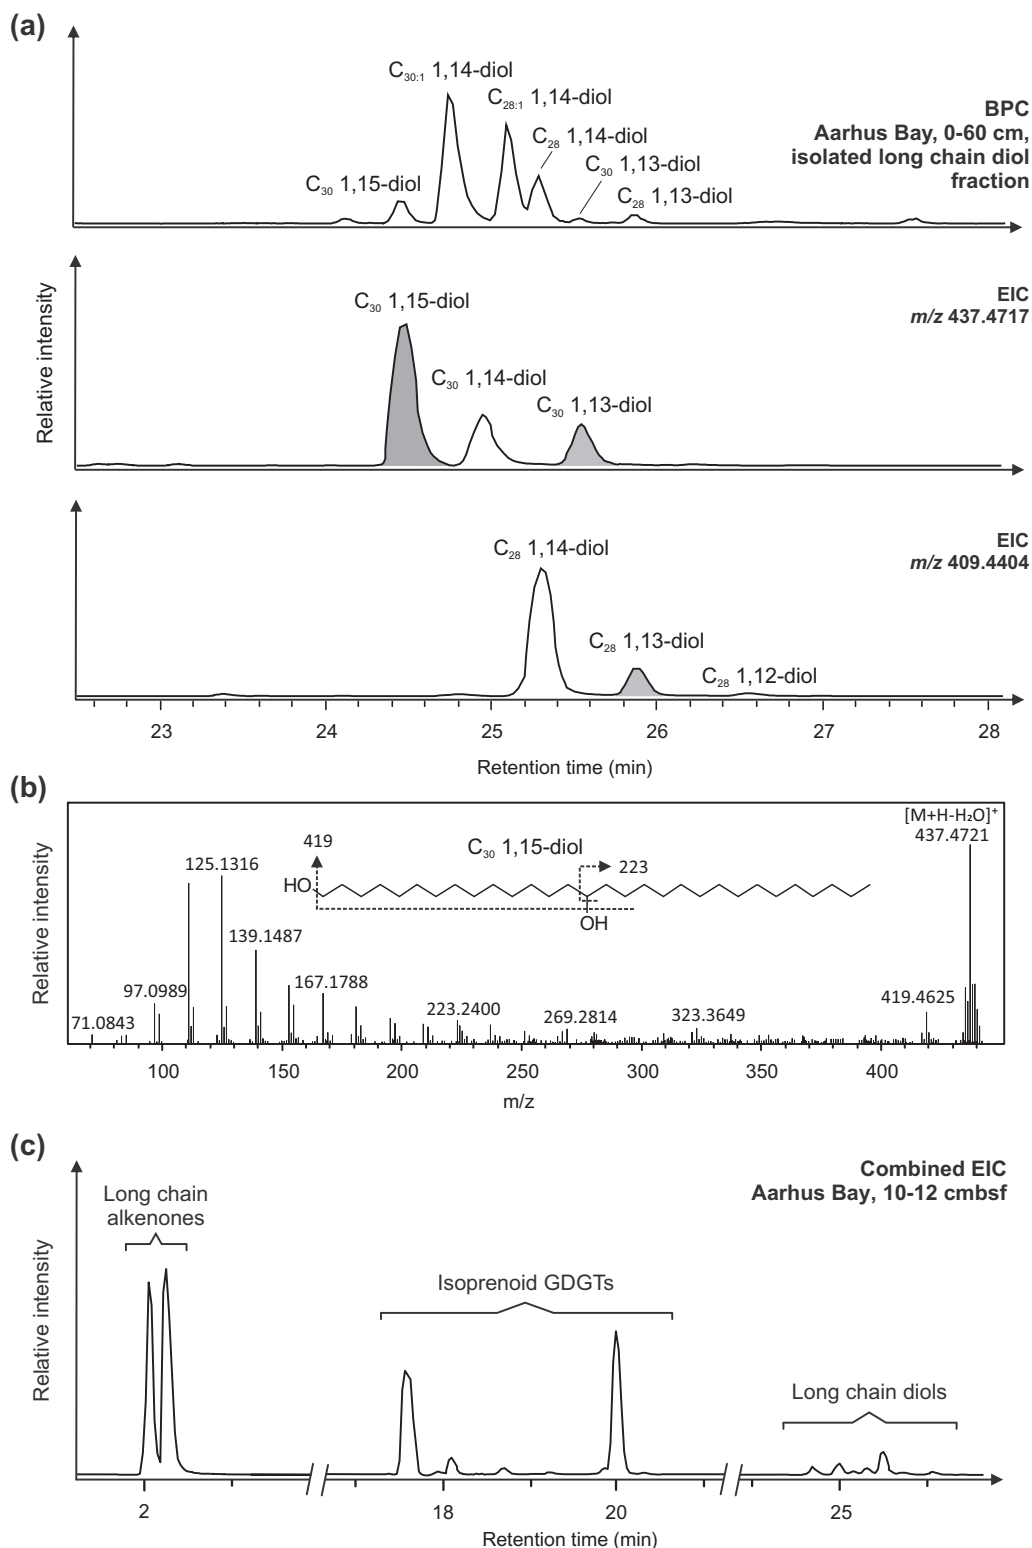 (a)
C30:1 1,14-diol
C28:1 1,14-diol
C28 1,14-diol
C30 1,13-diol
C30 1,15-diol
C28 1,13-diol
BPC
Aarhus Bay, 0-60 cm,
isolated long chain diol
fraction
Relative intensity
C30 1,15-diol
C30 1,14-diol
C30 1,13-diol
EIC
m/z 437.4717
C28 1,14-diol
C28 1,13-diol
C28 1,12-diol
EIC
m/z 409.4404
23 24 25 26 27 28
Retention time (min)
(b)
Relative intensity
[M+H-H₂O]⁺
437.4721
419
C30 1,15-diol
223
HO
OH
125.1316
139.1487
97.0989
167.1788
71.0843
223.2400
269.2814
323.3649
419.4625
100 150 200 250 300 350 400
m/z
(c)
Combined EIC
Aarhus Bay, 10-12 cmbsf
Relative intensity
Long chain
alkenones
Isoprenoid GDGTs
Long chain diols
2 18 20 25
Retention time (min)